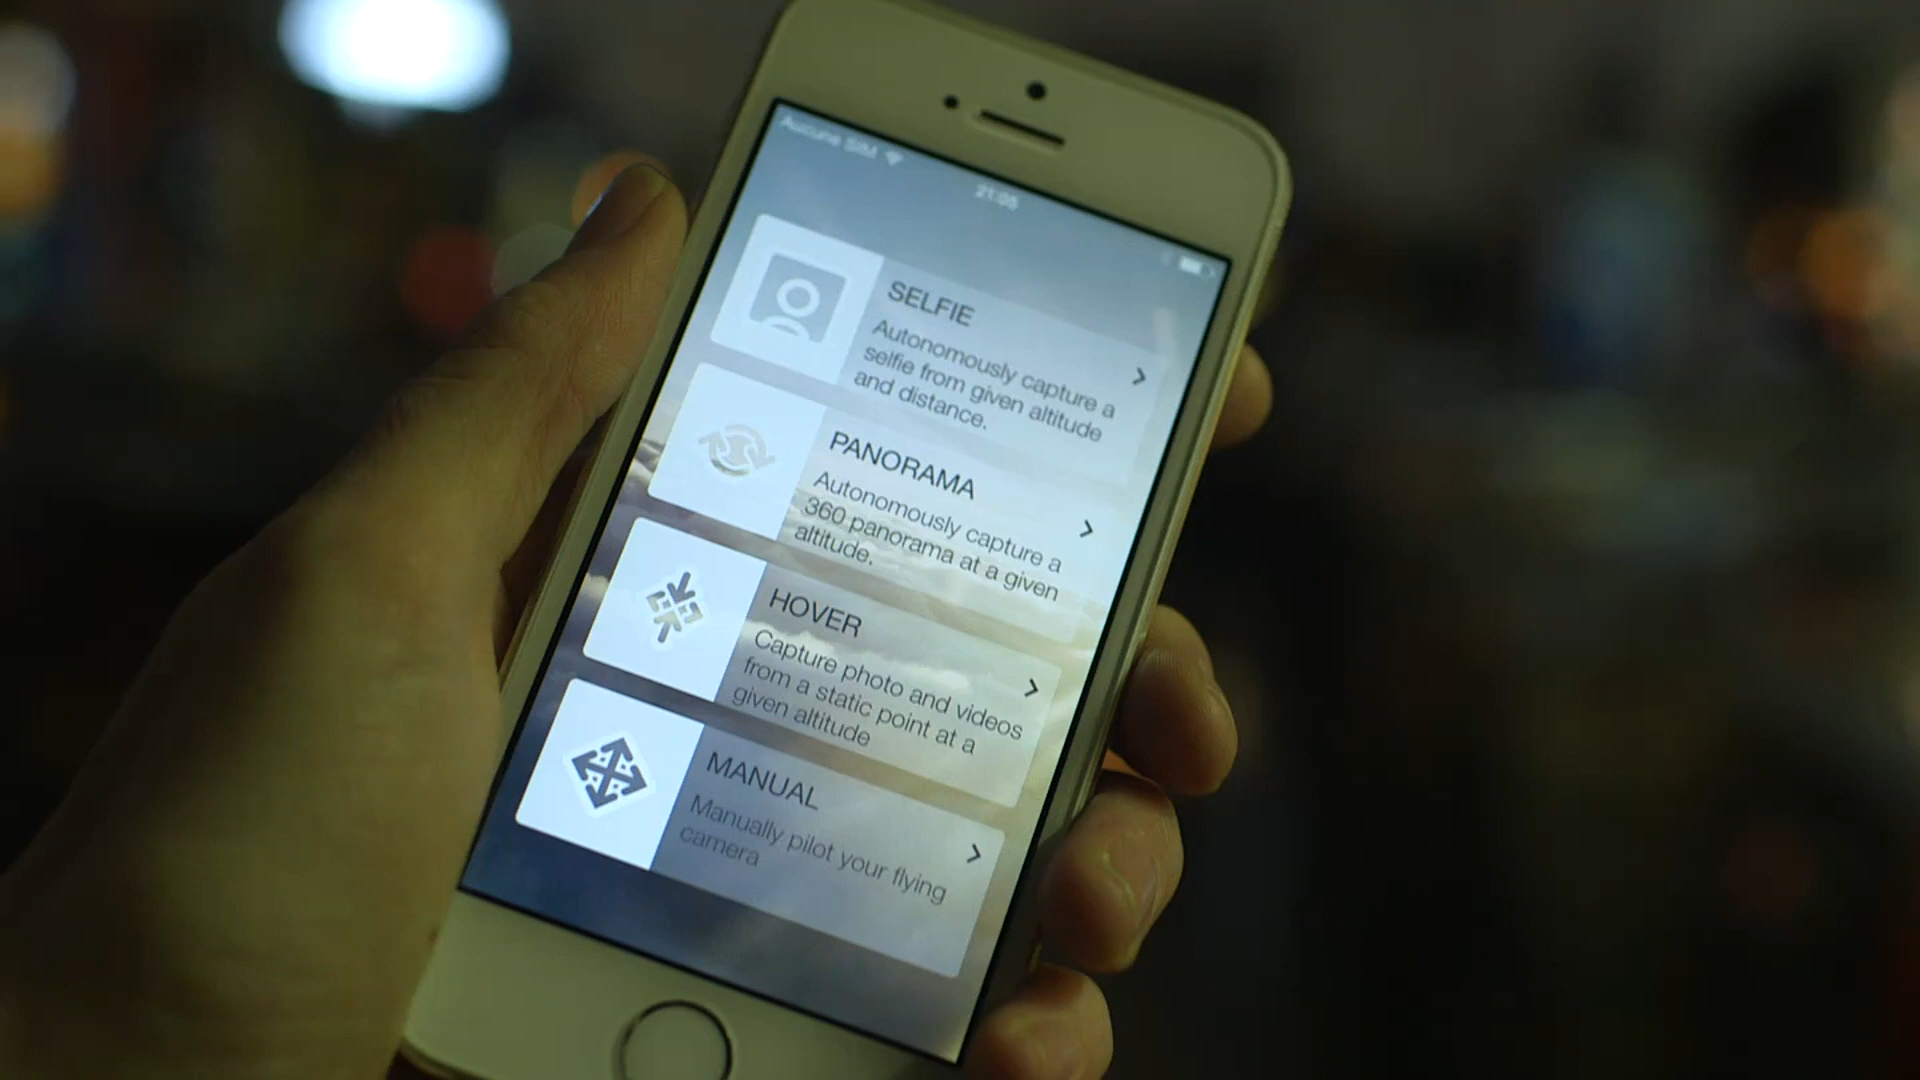 Aucune SIM
21:05
SELFIE
Autonomously capture a
selfie from given altitude
and distance.
PANORAMA
Autonomously capture a
360 panorama at a given
altitude.
HOVER
Capture photo and videos
from a static point at a
given altitude
MANUAL
Manually pilot your flying
camera